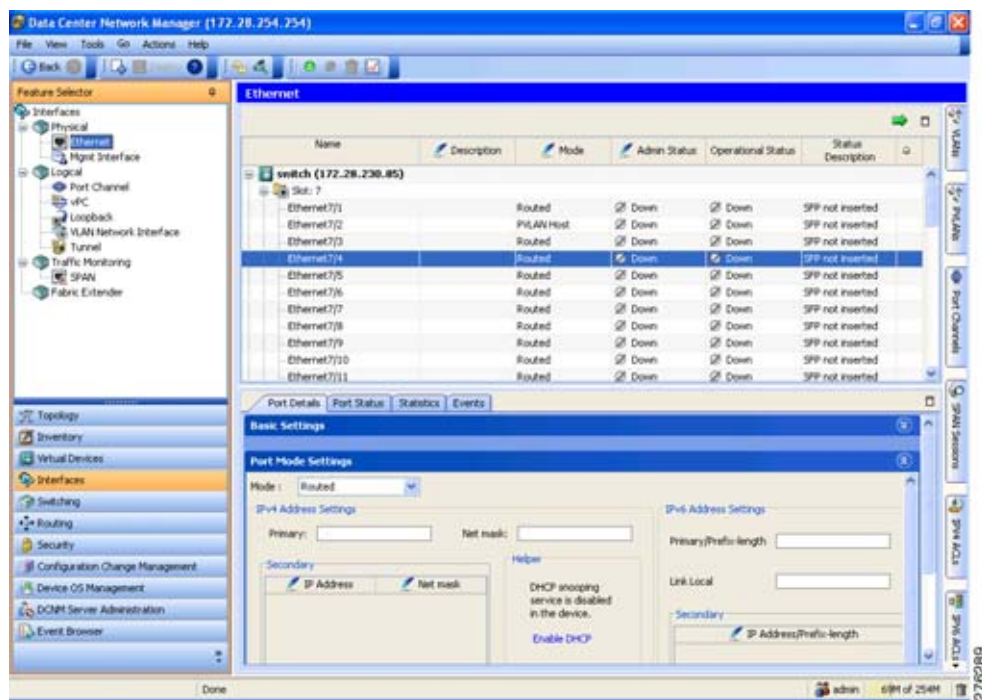 Data Center Network Manager (172.28.254.254)
File View Tools Go Actions Help
Back
Feature Selector
Interfaces
Physical
Ethernet
Mgmt Interface
Logical
Port Channel
vPC
Loopback
VLAN Network Interface
Tunnel
Traffic Monitoring
SPAN
Fabric Extender
Topology
Inventory
Virtual Devices
Interfaces
Switching
Routing
Security
Configuration Change Management
Device OS Management
DCNM Server Administration
Event Browser
Ethernet
Name Description Mode Admin Status Operational Status Status Description
switch (172.28.230.85)
Slot: 7
Ethernet7/1 Routed Down Down SFP not inserted
Ethernet7/2 PVLAN Host Down Down SFP not inserted
Ethernet7/3 Routed Down Down SFP not inserted
Ethernet7/4 Routed Down Down SFP not inserted
Ethernet7/5 Routed Down Down SFP not inserted
Ethernet7/6 Routed Down Down SFP not inserted
Ethernet7/7 Routed Down Down SFP not inserted
Ethernet7/8 Routed Down Down SFP not inserted
Ethernet7/9 Routed Down Down SFP not inserted
Ethernet7/10 Routed Down Down SFP not inserted
Ethernet7/11 Routed Down Down SFP not inserted
Port Details Port Status Statistics Events
Basic Settings
Port Mode Settings
Mode : Routed
IPv4 Address Settings
Primary: Net mask:
Secondary
IP Address Net mask
Helper
DHCP snooping
service is disabled
in the device.
Enable DHCP
IPv6 Address Settings
Primary/Prefix-length
Link Local
Secondary
IP Address/Prefix-length
VLANs
PVLANs
Port Channels
SPAN Sessions
IPV4 ACLs
IPV6 ACLs
Done
admin 69M of 254M
276289